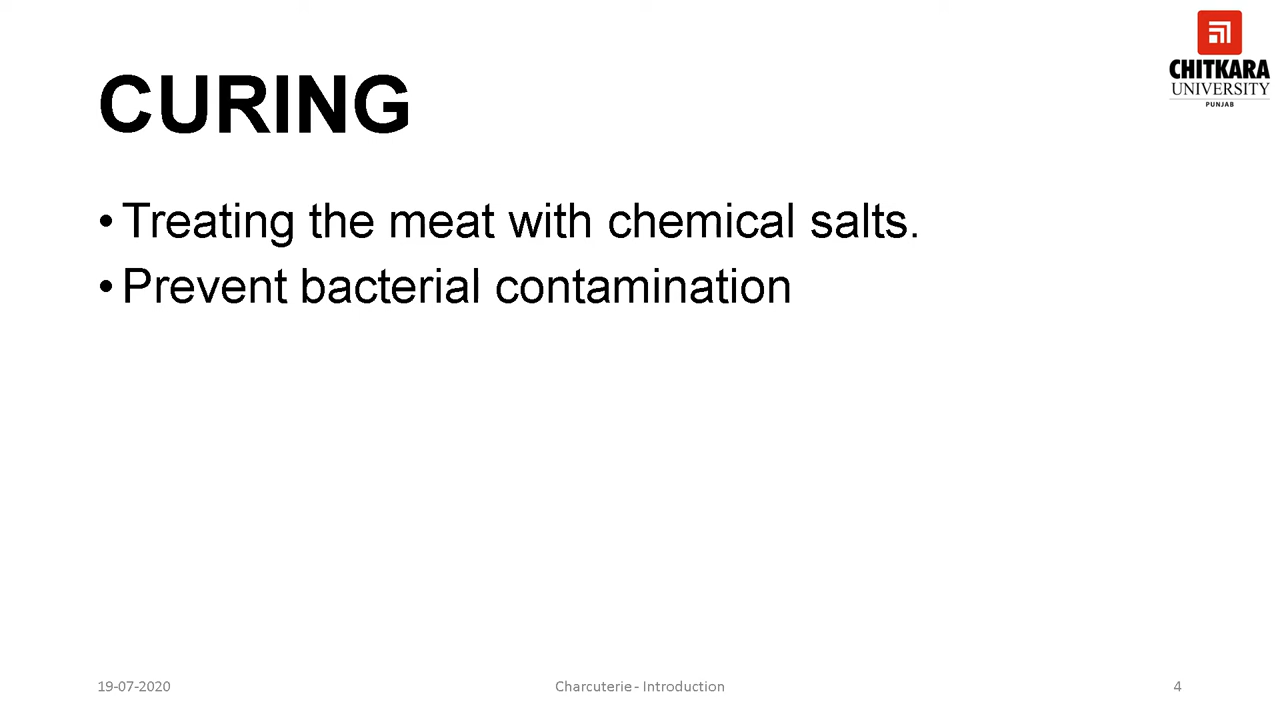 CHITKARA
UNIVERSITY
PUNJAB
CURING
• Treating the meat with chemical salts.
• Prevent bacterial contamination
19-07-2020
Charcuterie - Introduction
4